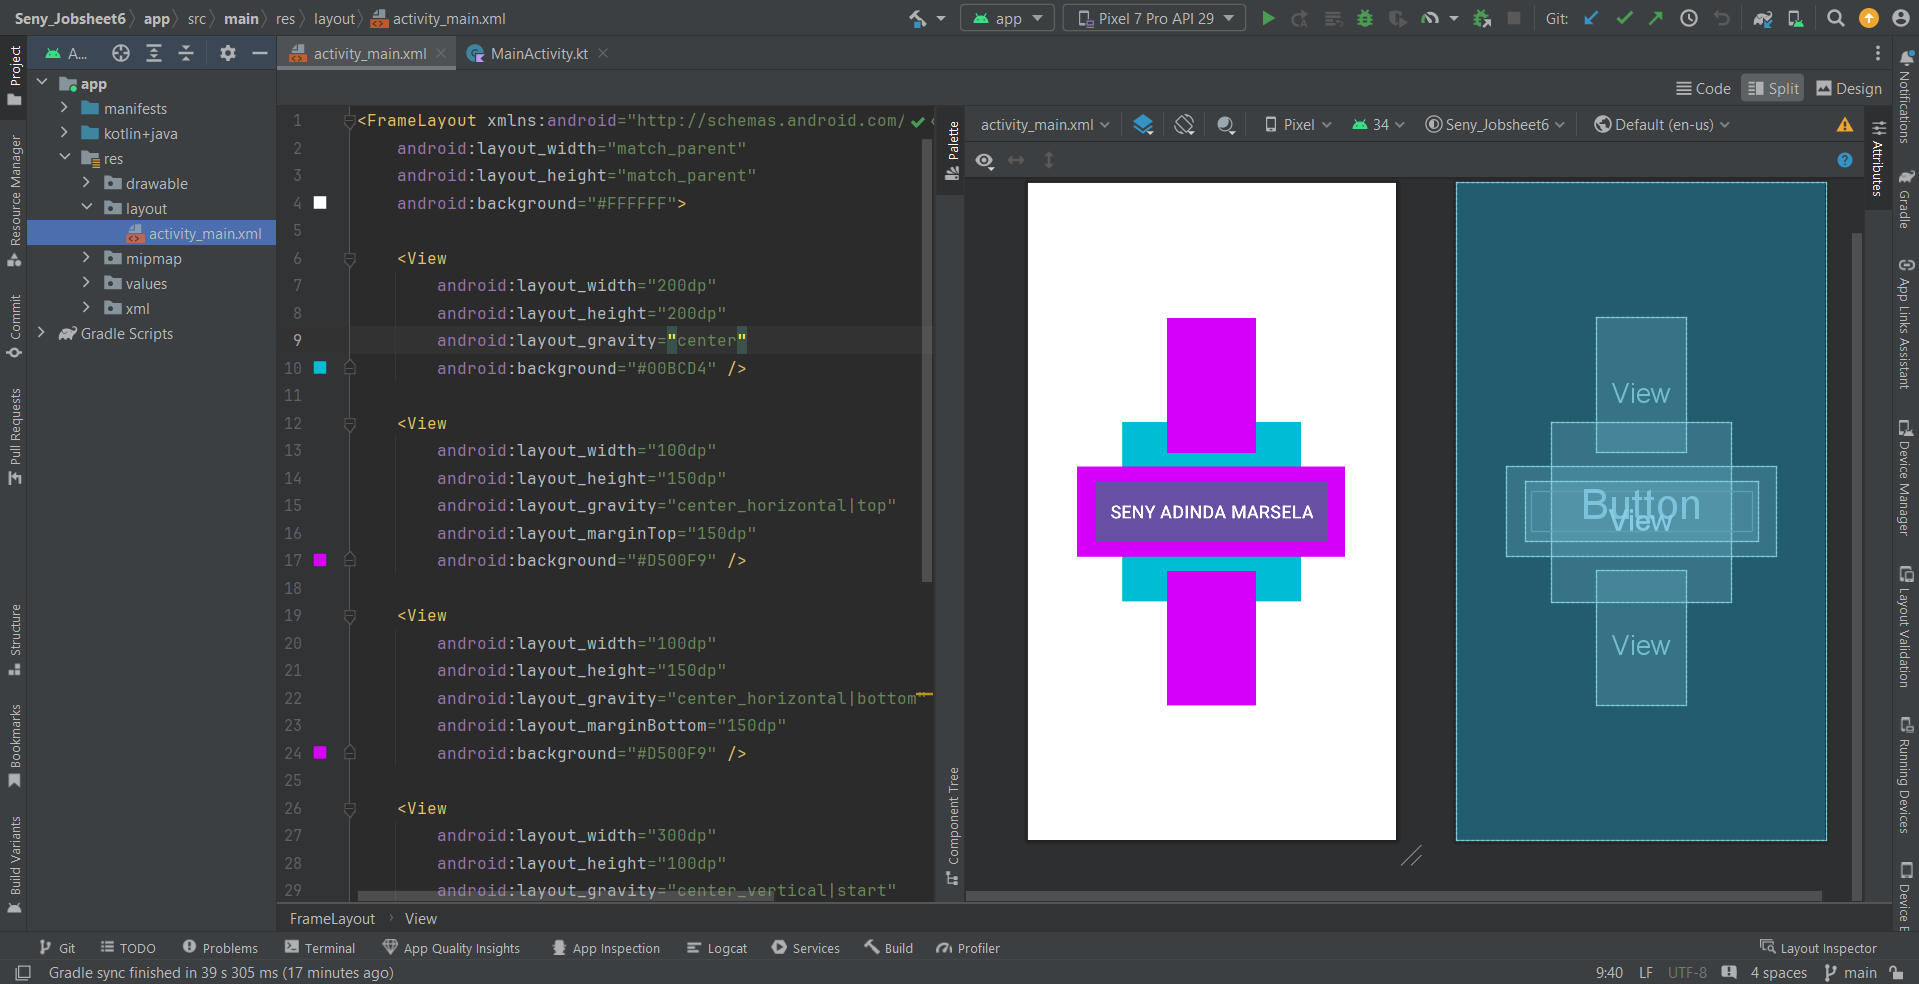 Seny_Jobsheet6 app src main res layout activity_main.xml app Pixel 7 Pro API 29 Git:
A... activity_main.xml MainActivity.kt
Code Split Design
Project
Resource Manager
Commit
Pull Requests
Structure
Bookmarks
Build Variants
app
manifests
kotlin+java
res
drawable
layout
activity_main.xml
mipmap
values
xml
Gradle Scripts
1 <FrameLayout xmlns:android="http://schemas.android.com/
2 android:layout_width="match_parent"
3 android:layout_height="match_parent"
4 android:background="#FFFFFF">
5
6 <View
7 android:layout_width="200dp"
8 android:layout_height="200dp"
9 android:layout_gravity="center"
10 android:background="#00BCD4" />
11
12 <View
13 android:layout_width="100dp"
14 android:layout_height="150dp"
15 android:layout_gravity="center_horizontal|top"
16 android:layout_marginTop="150dp"
17 android:background="#D500F9" />
18
19 <View
20 android:layout_width="100dp"
21 android:layout_height="150dp"
22 android:layout_gravity="center_horizontal|bottom"
23 android:layout_marginBottom="150dp"
24 android:background="#D500F9" />
25
26 <View
27 android:layout_width="300dp"
28 android:layout_height="100dp"
29 android:layout_gravity="center_vertical|start"
Palette
Component Tree
activity_main.xml Pixel 34 Seny_Jobsheet6 Default (en-us)
SENY ADINDA MARSELA
View
Button
View
View
Attributes
Notifications
Gradle
App Links Assistant
Device Manager
Layout Validation
Running Devices
Device E
FrameLayout View
Git TODO Problems Terminal App Quality Insights App Inspection Logcat Services Build Profiler Layout Inspector
Gradle sync finished in 39 s 305 ms (17 minutes ago) 9:40 LF UTF-8 4 spaces main